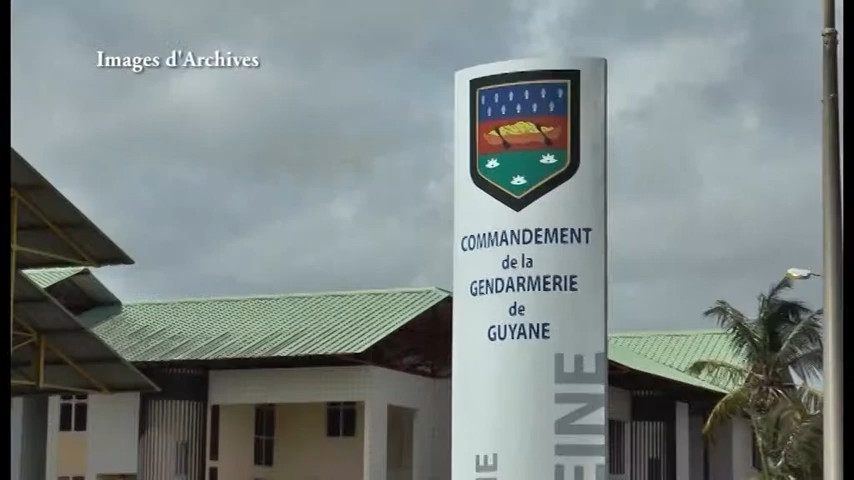 Images d'Archives
COMMANDEMENT
de la
GENDARMERIE
de
GUYANE